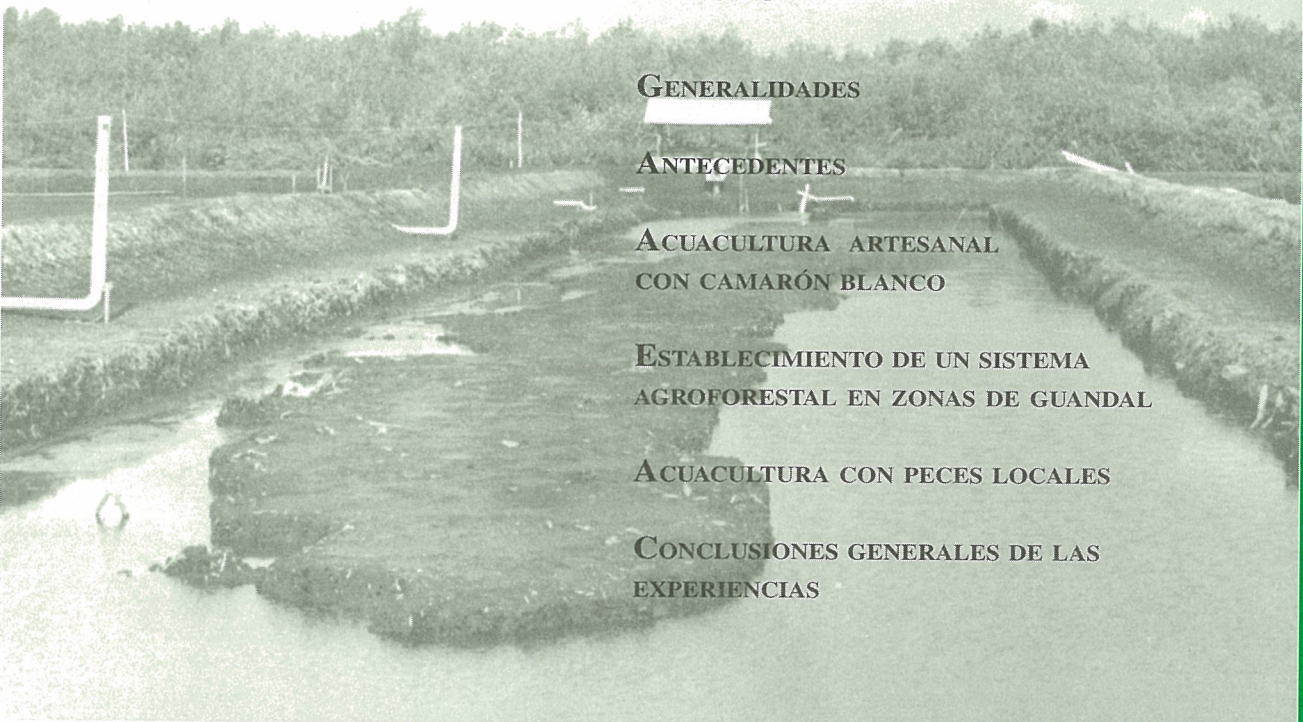 GENERALIDADES
ANTECEDENTES
ACUACULTURA ARTESANAL
CON CAMARÓN BLANCO
ESTABLECIMIENTO DE UN SISTEMA
AGROFORESTAL EN ZONAS DE GUANDAL
ACUACULTURA CON PECES LOCALES
CONCLUSIONES GENERALES DE LAS
EXPERIENCIAS